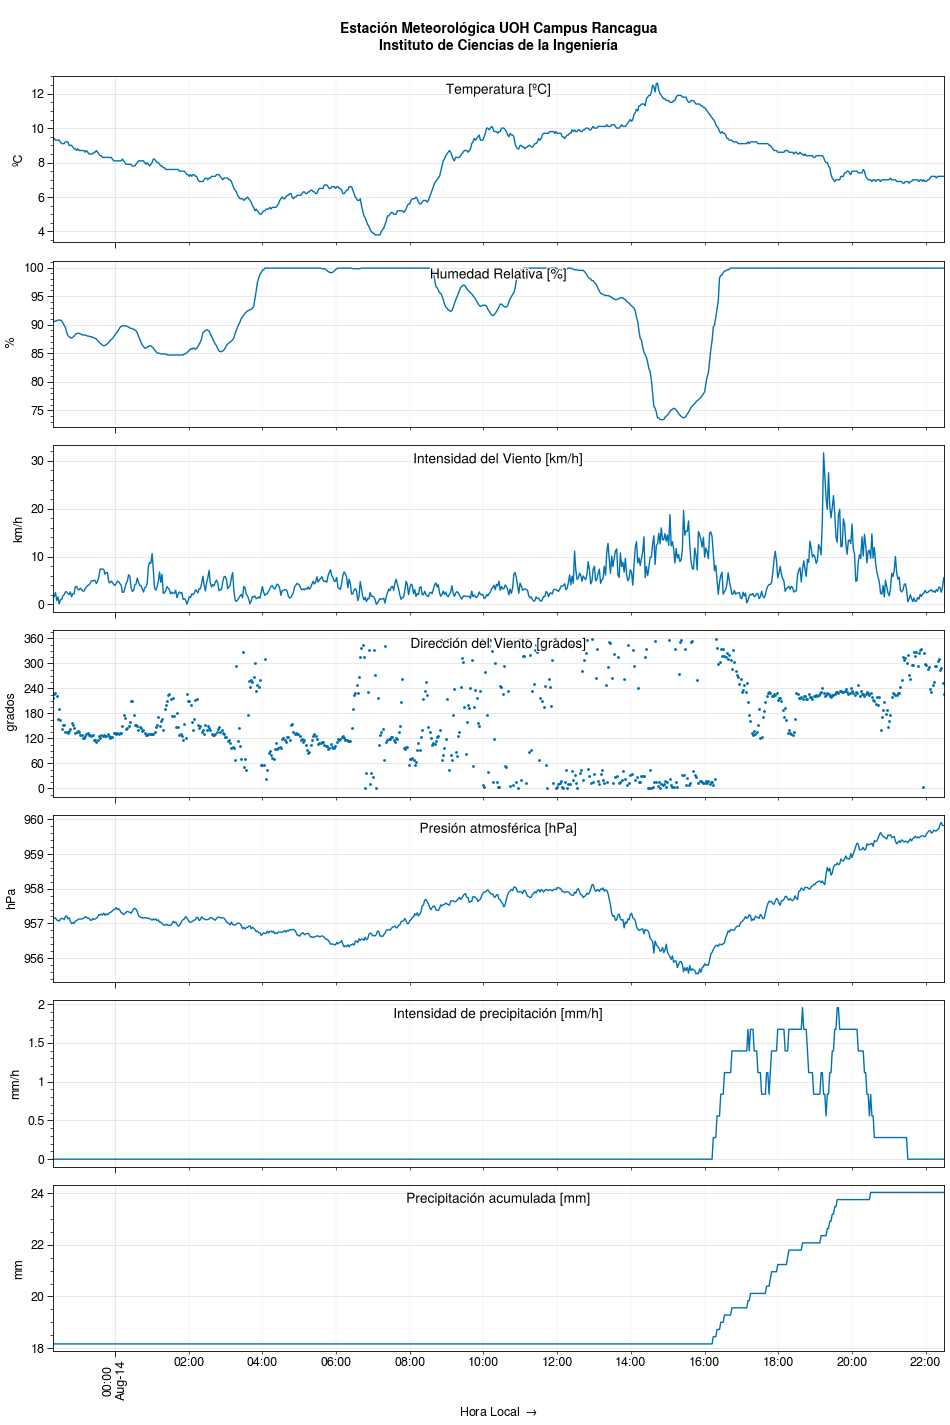 Estación Meteorológica UOH Campus Rancagua
Instituto de Ciencias de la Ingeniería
Temperatura [ºC]
ºC
12
10
8
6
4
Humedad Relativa [%]
%
100
95
90
85
80
75
Intensidad del Viento [km/h]
km/h
30
20
10
0
Dirección del Viento [grados]
grados
360
300
240
180
120
60
0
Presión atmosférica [hPa]
hPa
960
959
958
957
956
Intensidad de precipitación [mm/h]
mm/h
2
1.5
1
0.5
0
Precipitación acumulada [mm]
mm
24
22
20
18
00:00
Aug-14
02:00
04:00
06:00
08:00
10:00
12:00
14:00
16:00
18:00
20:00
22:00
Hora Local →